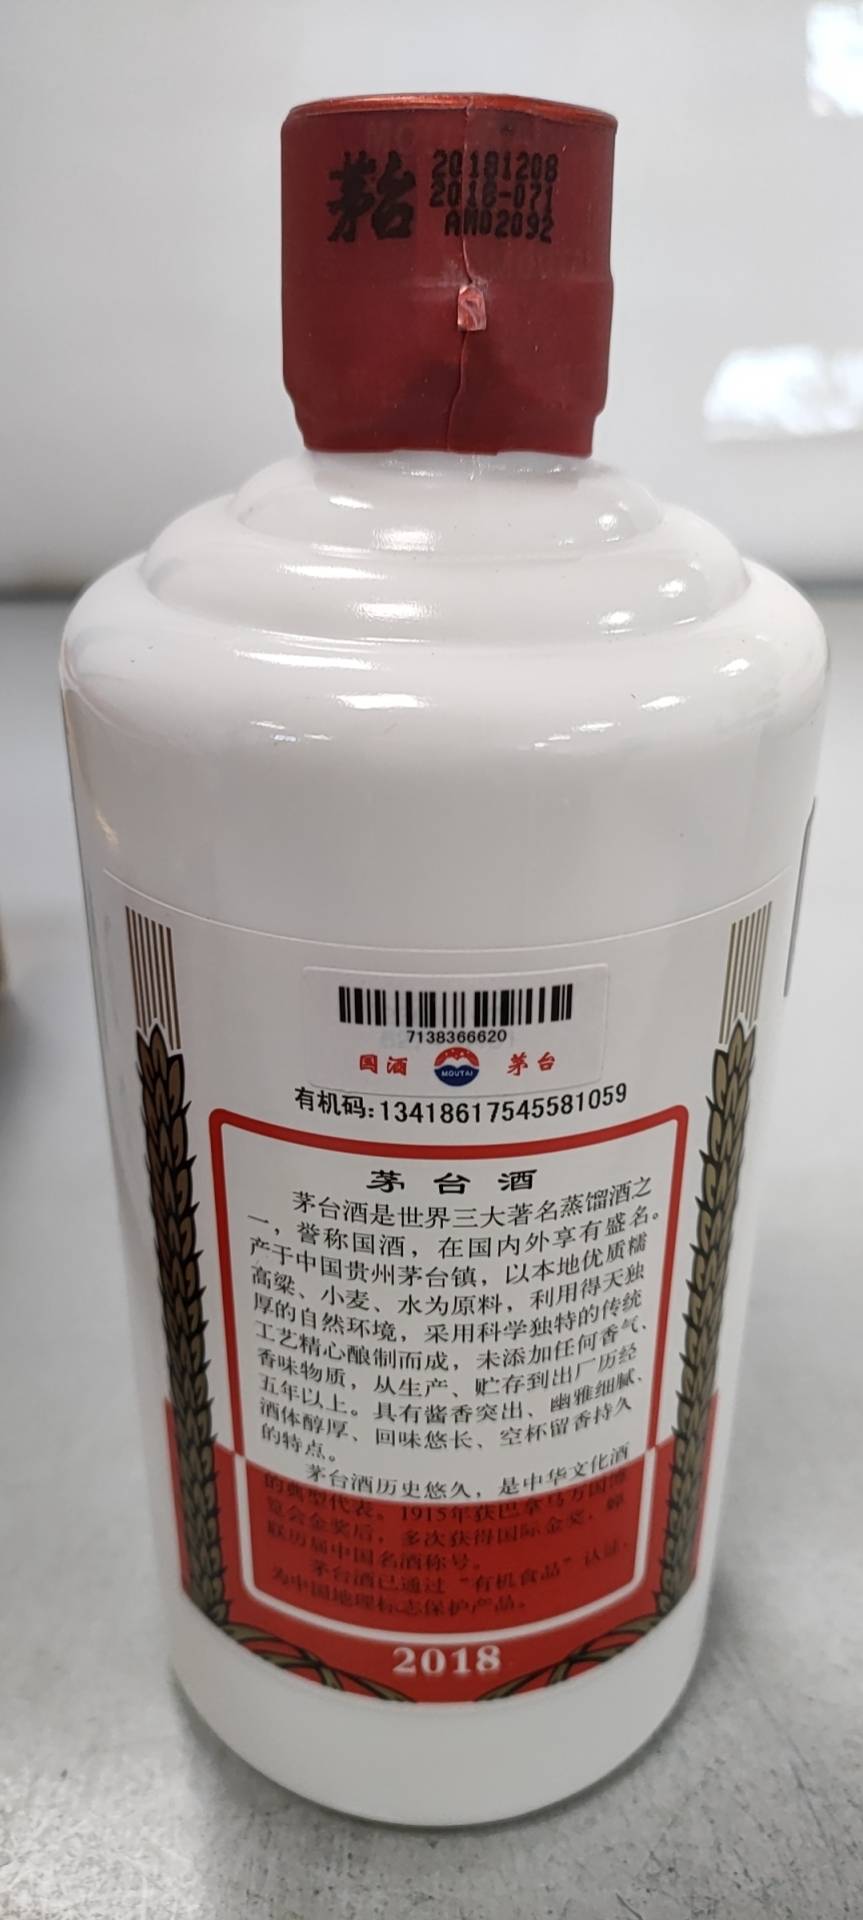 茅台
20181208
2018-071
AM02092
7138366620
国酒 MOUTAI 茅台
有机码:13418617545581059
茅台酒
茅台酒是世界三大著名蒸馏酒之
一，誉称国酒，在国内外享有盛名。
产于中国贵州茅台镇，以本地优质糯
高粱、小麦、水为原料，利用得天独
厚的自然环境，采用科学独特的传统
工艺精心酿制而成，未添加任何香气、
香味物质，从生产、贮存到出厂历经
五年以上。具有酱香突出、幽雅细腻、
酒体醇厚、回味悠长、空杯留香持久
的特点。
茅台酒历史悠久，是中华文化酒
的典型代表。1915年获巴拿马万国博
览会金奖后，多次获得国际金奖，蝉
联历届中国名酒称号。
茅台酒已通过“有机食品”认证，
为中国地理标志保护产品。
2018